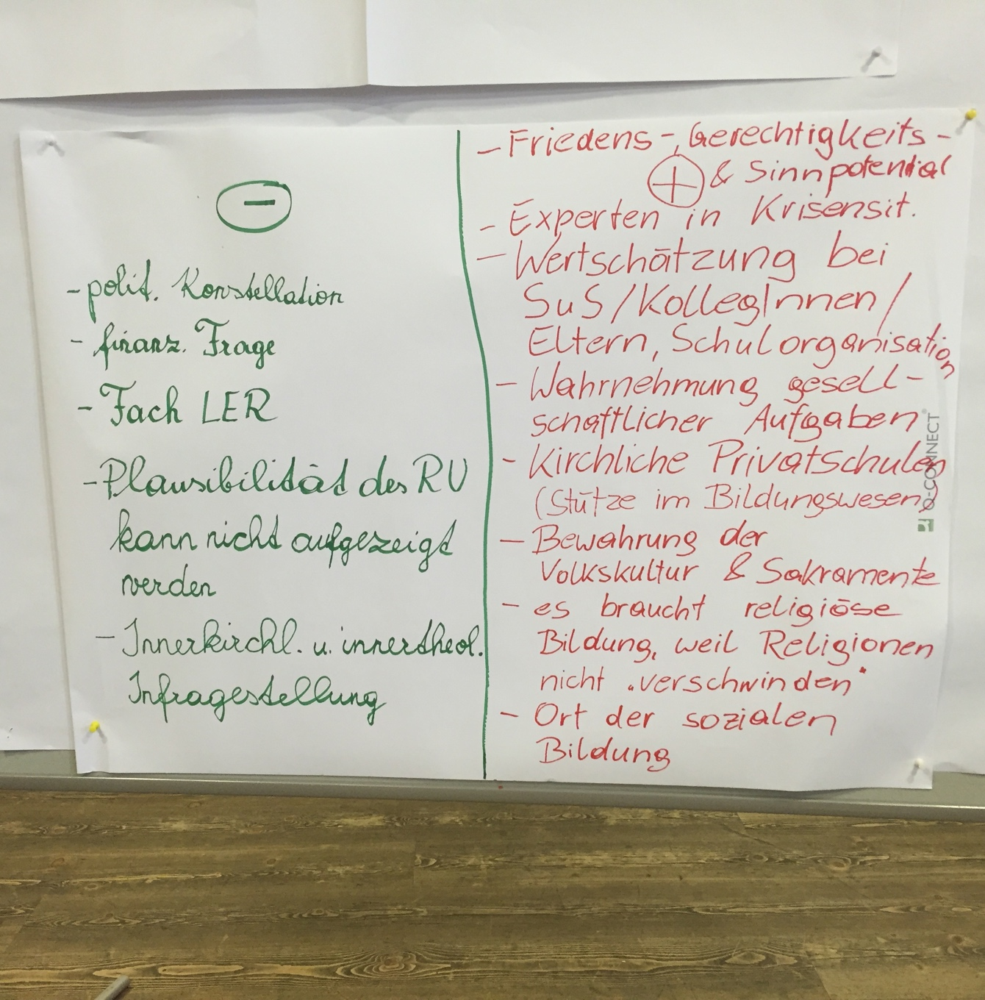 −
- polit. Konstellation
- finanz. Frage
- Fach LER
- Plausibilität des RU
kann nicht aufgezeigt
werden
- Innerkirchl. u. innertheol.
Infragestellung
- Friedens-, Gerechtigkeits-
+ & Sinnpotential
- Experten in Krisensit.
- Wertschätzung bei
SuS/KollegInnen/
Eltern, Schulorganisation
- Wahrnehmung gesell-
schaftlicher Aufgaben
- Kirchliche Privatschulen
(Stütze im Bildungswesen)
- Bewahrung der
Volkskultur & Sakramente
- es braucht religiöse
Bildung, weil Religionen
nicht "verschwinden"
- Ort der sozialen
Bildung
Q-CONNECT